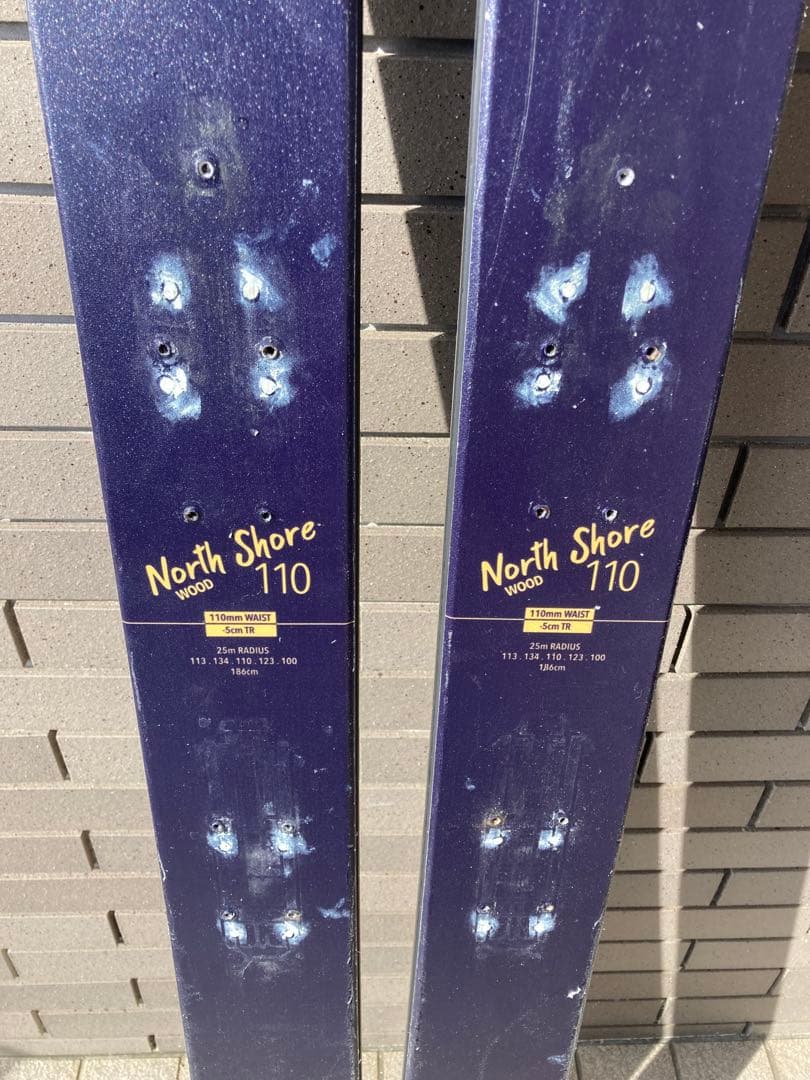 North Shore
WOOD 110
110mm WAIST
-5cm TR
25m RADIUS
113 . 134 . 110 . 123 . 100
186cm
North Shore
WOOD 110
110mm WAIST
-5cm TR
25m RADIUS
113 . 134 . 110 . 123 . 100
186cm